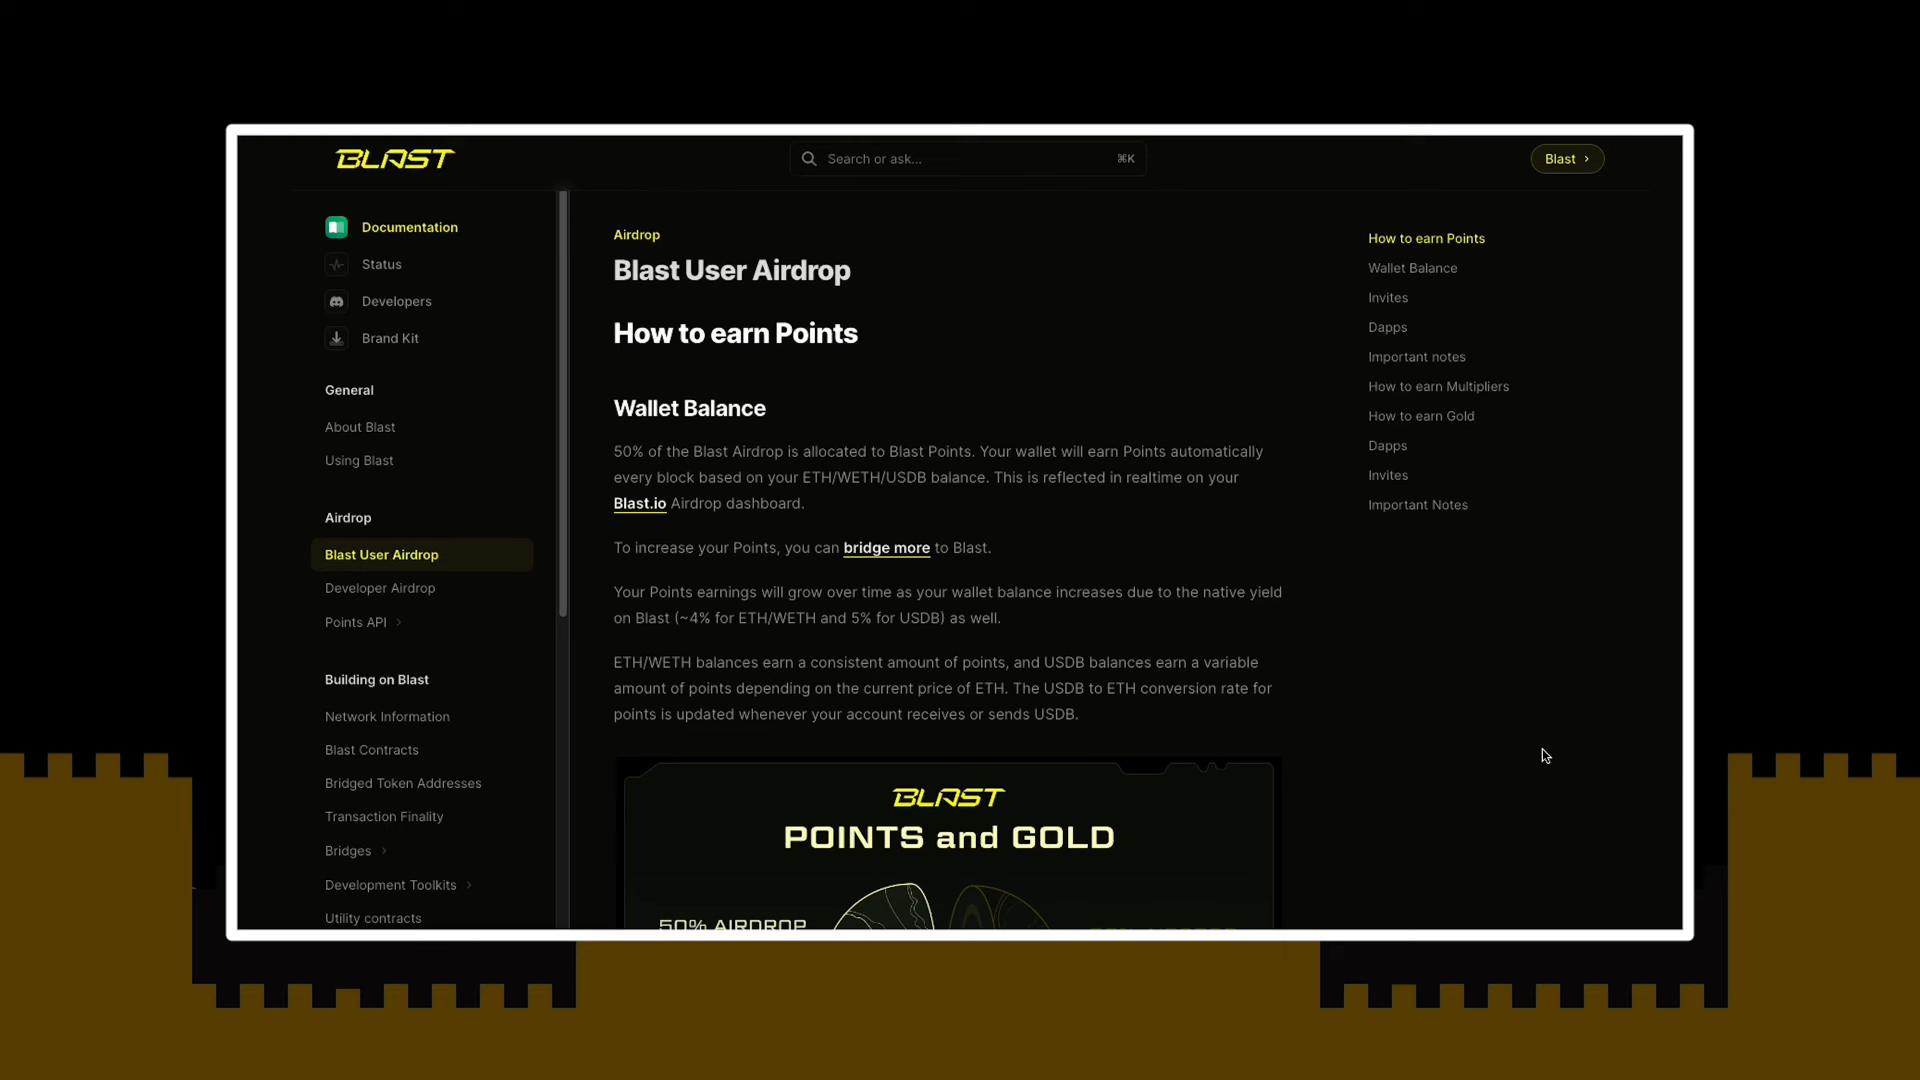 BLAST
Search or ask...
⌘K
Blast ›
Documentation
Status
Developers
Brand Kit
General
About Blast
Using Blast
Airdrop
Blast User Airdrop
Developer Airdrop
Points API ›
Building on Blast
Network Information
Blast Contracts
Bridged Token Addresses
Transaction Finality
Bridges ›
Development Toolkits ›
Utility contracts
Airdrop
Blast User Airdrop
How to earn Points
Wallet Balance
50% of the Blast Airdrop is allocated to Blast Points. Your wallet will earn Points automatically
every block based on your ETH/WETH/USDB balance. This is reflected in realtime on your
Blast.io Airdrop dashboard.
To increase your Points, you can bridge more to Blast.
Your Points earnings will grow over time as your wallet balance increases due to the native yield
on Blast (~4% for ETH/WETH and 5% for USDB) as well.
ETH/WETH balances earn a consistent amount of points, and USDB balances earn a variable
amount of points depending on the current price of ETH. The USDB to ETH conversion rate for
points is updated whenever your account receives or sends USDB.
BLAST
POINTS and GOLD
50% AIRDROP
How to earn Points
Wallet Balance
Invites
Dapps
Important notes
How to earn Multipliers
How to earn Gold
Dapps
Invites
Important Notes